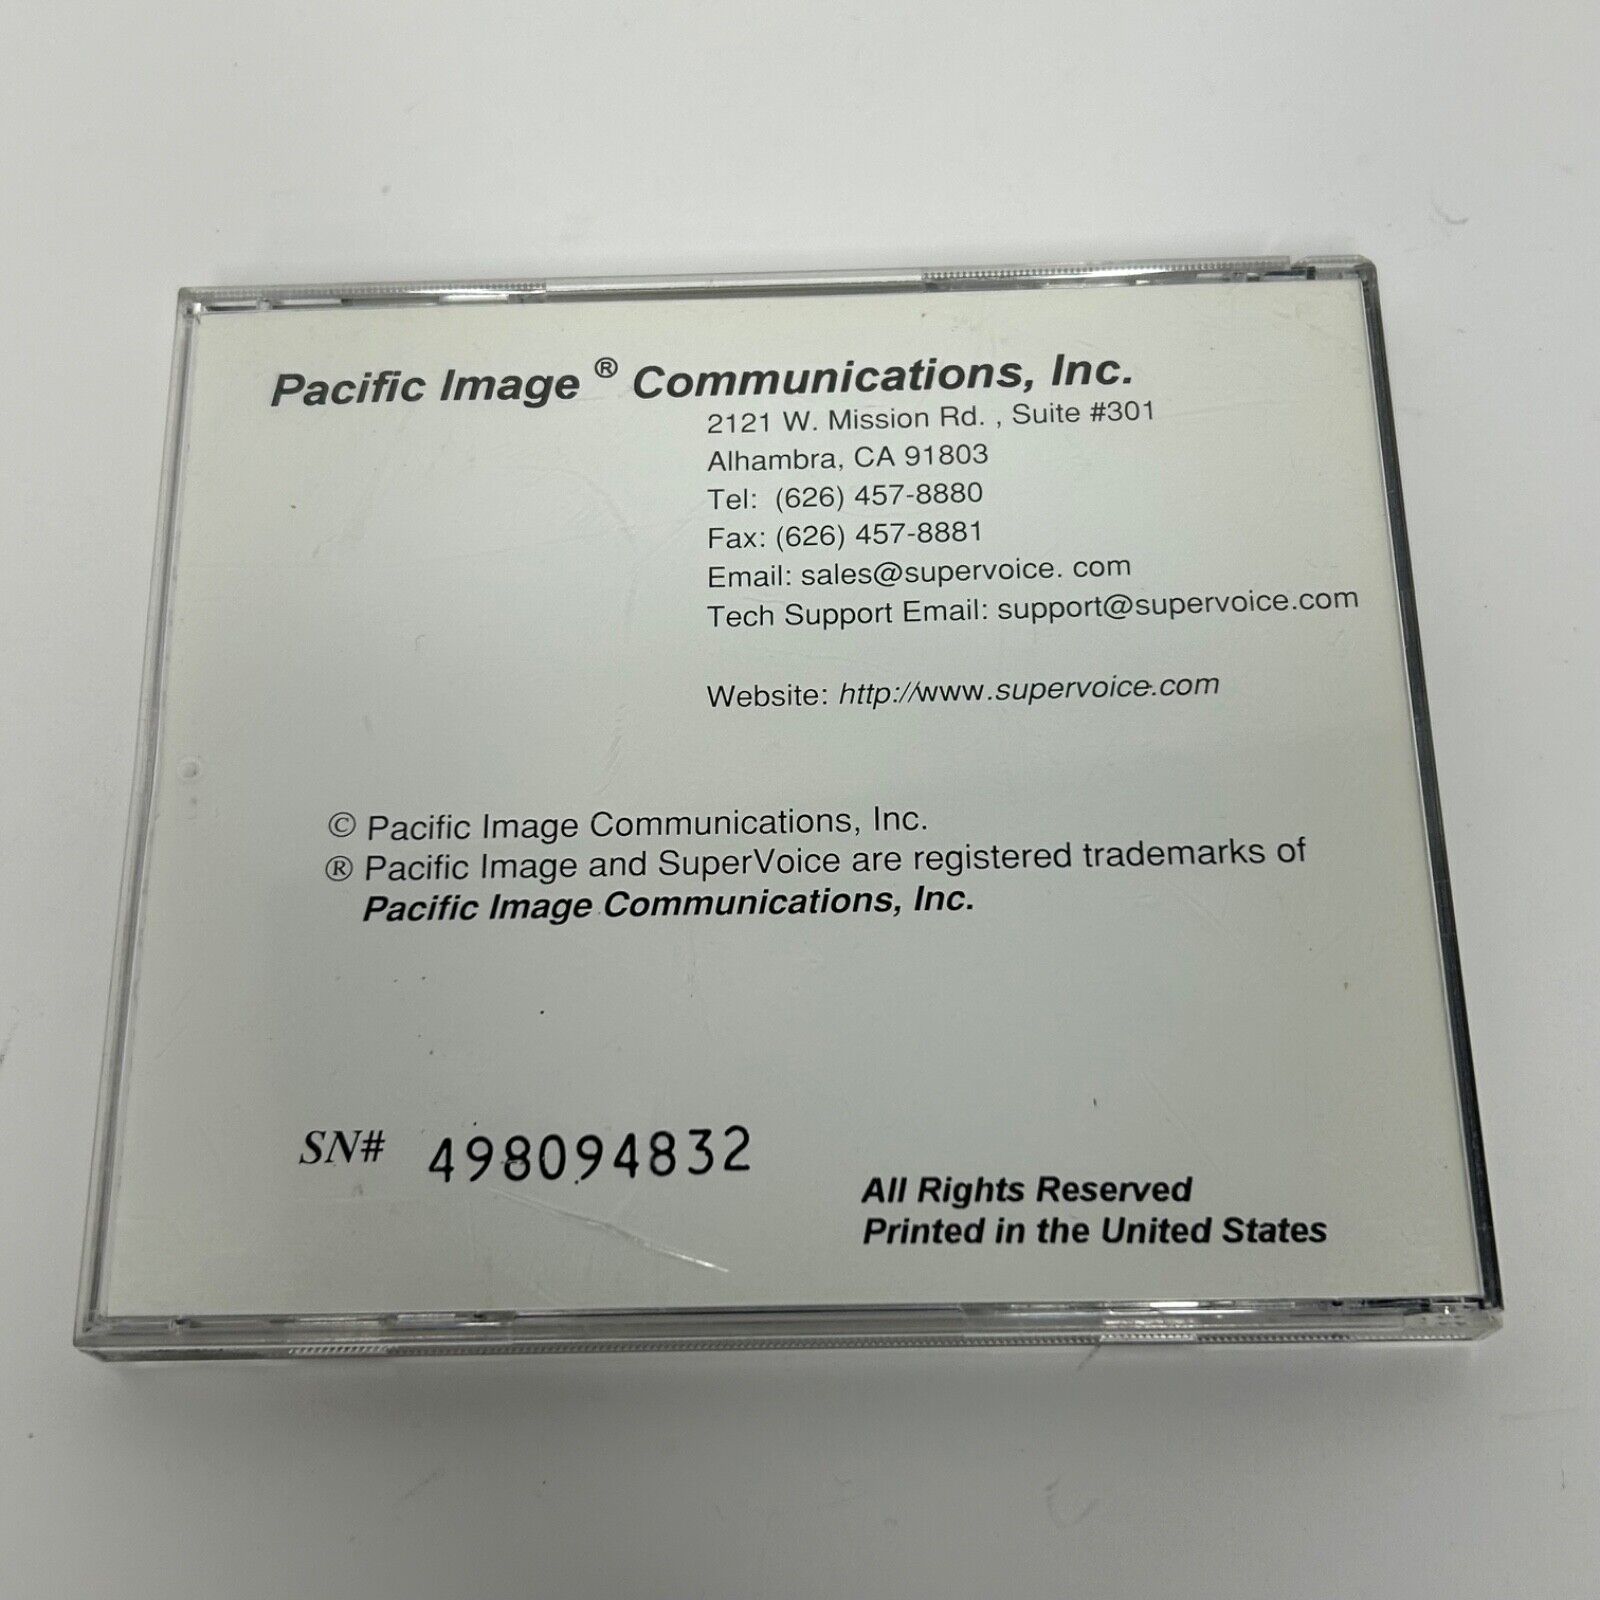 Pacific Image ® Communications, Inc.
2121 W. Mission Rd. , Suite #301
Alhambra, CA 91803
Tel: (626) 457-8880
Fax: (626) 457-8881
Email: sales@supervoice. com
Tech Support Email: support@supervoice.com
Website: http://www.supervoice.com
© Pacific Image Communications, Inc.
® Pacific Image and SuperVoice are registered trademarks of
Pacific Image Communications, Inc.
SN# 498094832
All Rights Reserved
Printed in the United States